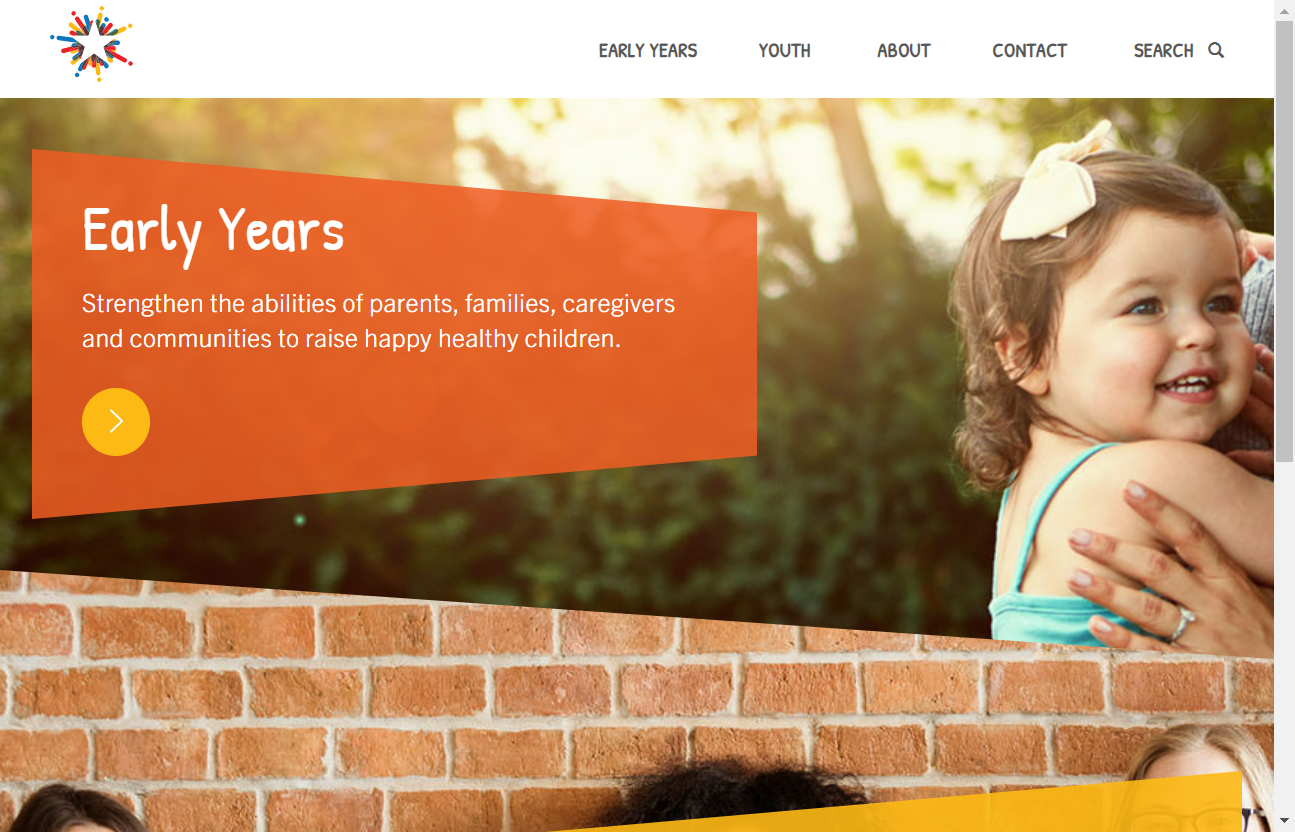 EARLY YEARS YOUTH ABOUT CONTACT SEARCH
Early Years
Strengthen the abilities of parents, families, caregivers
and communities to raise happy healthy children.